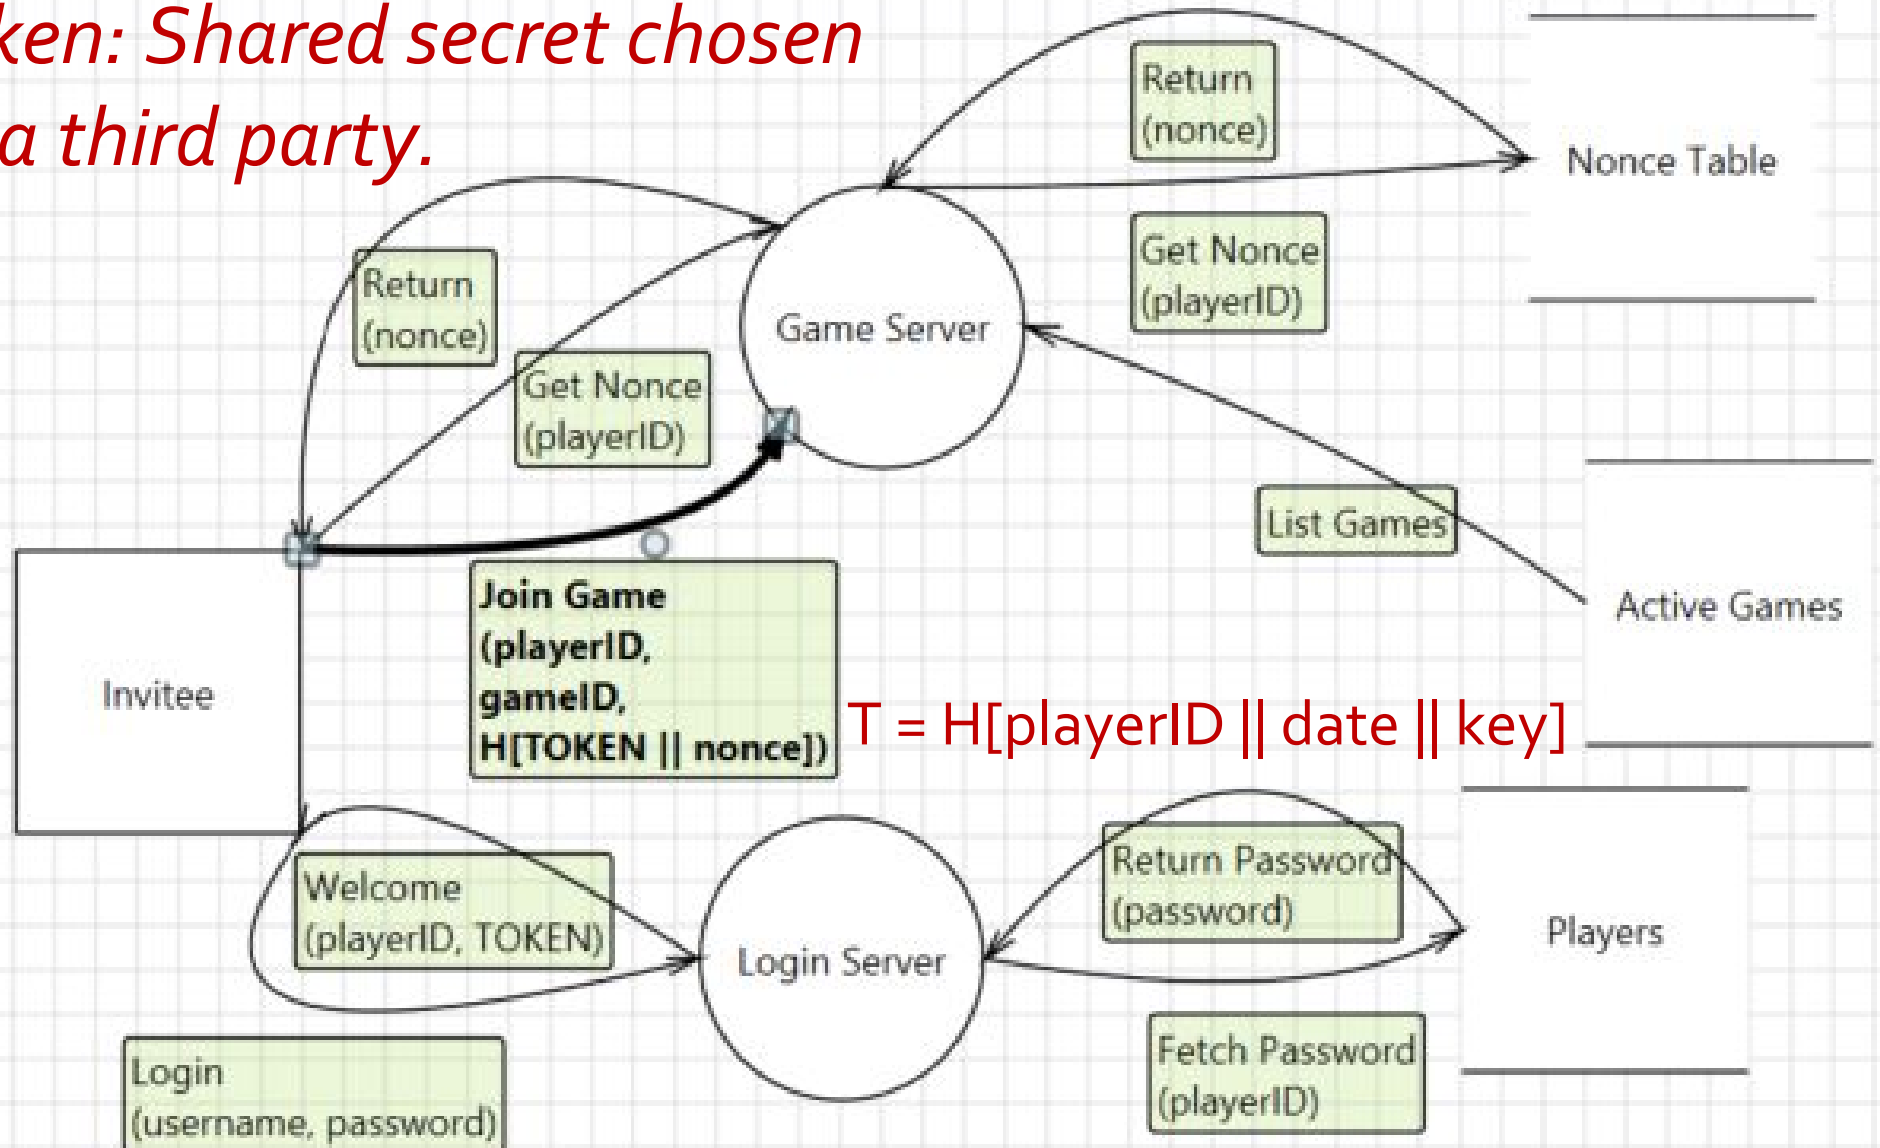 ken: Shared secret chosen
a third party.
Return
(nonce)
Nonce Table
Get Nonce
(playerID)
Return
(nonce)
Game Server
Get Nonce
(playerID)
List Games
Active Games
Join Game
(playerID,
gameID,
H[TOKEN || nonce])
T = H[playerID || date || key]
Invitee
Welcome
(playerID, TOKEN)
Login Server
Return Password
(password)
Players
Fetch Password
(playerID)
Login
(username, password)